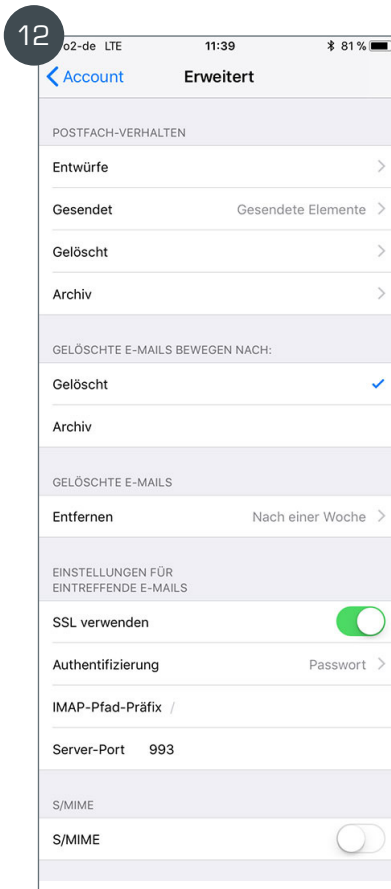 12
o2-de LTE 11:39 81 %
Account Erweitert
POSTFACH-VERHALTEN
Entwürfe
Gesendet Gesendete Elemente
Gelöscht
Archiv
GELÖSCHTE E-MAILS BEWEGEN NACH:
Gelöscht
Archiv
GELÖSCHTE E-MAILS
Entfernen Nach einer Woche
EINSTELLUNGEN FÜR
EINTREFFENDE E-MAILS
SSL verwenden
Authentifizierung Passwort
IMAP-Pfad-Präfix /
Server-Port 993
S/MIME
S/MIME